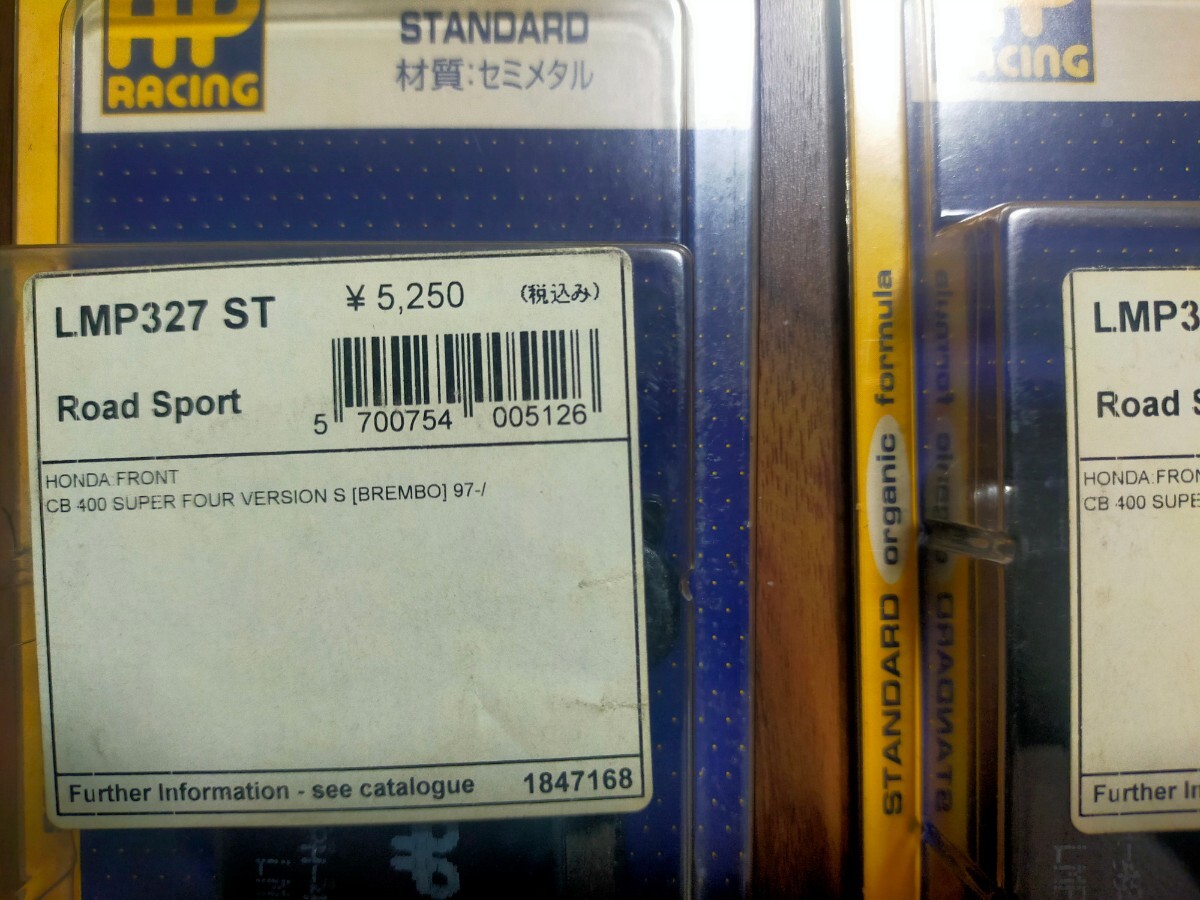 AP
RACING
STANDARD
材質:セミメタル
LMP327 ST
¥ 5,250
(税込み)
5 700754 005126
Road Sport
HONDA:FRONT
CB 400 SUPER FOUR VERSION S [BREMBO] 97-/
Further Information - see catalogue
1847168
AP
STANDARD organic formula
RACING
LMP3
Road S
HONDA:FRON
CB 400 SUPE
Further In